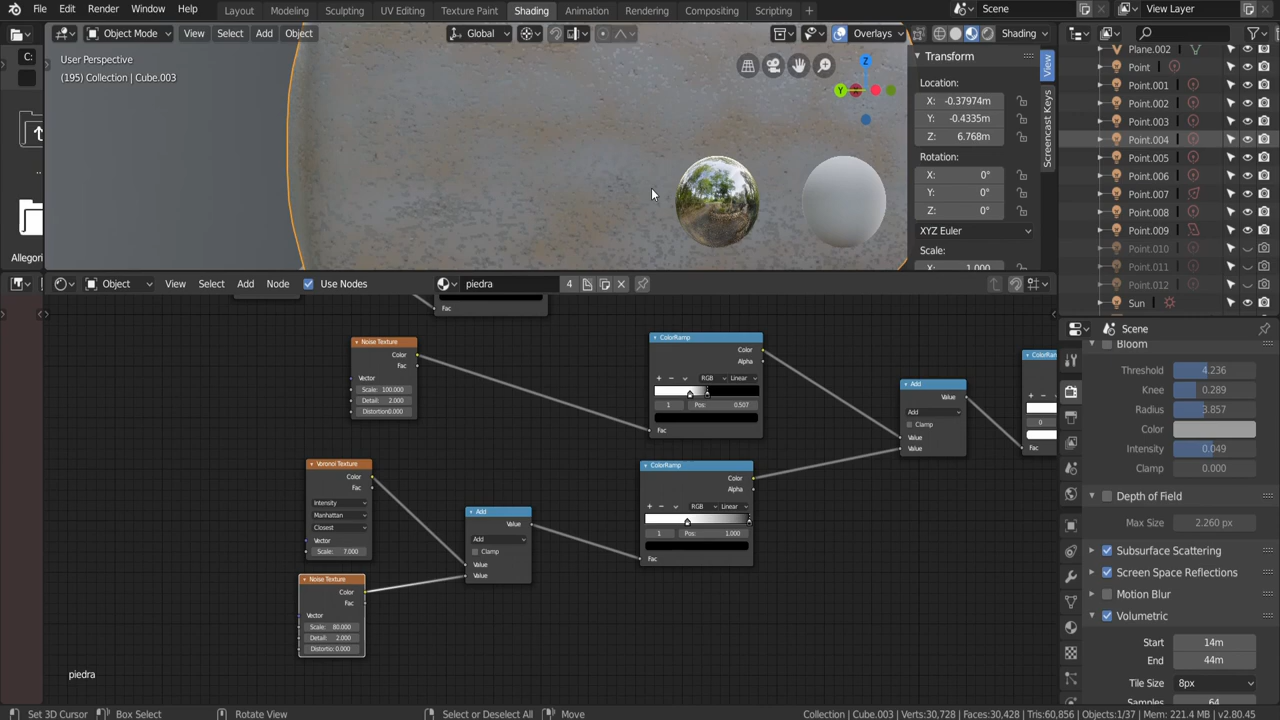 File Edit Render Window Help
Layout Modeling Sculpting UV Editing Texture Paint Shading Animation Rendering Compositing Scripting
Scene
View Layer
Object Mode View Select Add Object
Global
Overlays
Shading
User Perspective
(195) Collection | Cube.003
C:
Allegori
Z
Y
Transform
Location:
X: -0.37974m
Y: -0.4335m
Z: 6.768m
Rotation:
X: 0°
Y: 0°
Z: 0°
XYZ Euler
Scale:
X: 1.000
View
Screencast Keys
Plane.002
Point
Point.001
Point.002
Point.003
Point.004
Point.005
Point.006
Point.007
Point.008
Point.009
Point.010
Point.011
Point.012
Sun
Object View Select Add Node Use Nodes
piedra 4
Fac
Noise Texture
Color
Fac
Vector
Scale: 100.000
Detail: 2.000
Distortion0.000
ColorRamp
Color
Alpha
RGB Linear
1 Pos: 0.507
Fac
Add
Value
Add
Clamp
Value
Value
ColorRam
0
Fac
Voronoi Texture
Color
Fac
Intensity
Manhattan
Closest
Vector
Scale: 7.000
Add
Value
Add
Clamp
Value
Value
ColorRamp
Color
Alpha
RGB Linear
1 Pos: 1.000
Fac
Noise Texture
Color
Fac
Vector
Scale: 80.000
Detail: 2.000
Distortio: 0.000
piedra
Scene
Bloom
Threshold 4.236
Knee 0.289
Radius 3.857
Color
Intensity 0.049
Clamp 0.000
Depth of Field
Max Size 2.260 px
Subsurface Scattering
Screen Space Reflections
Motion Blur
Volumetric
Start 14m
End 44m
Tile Size 8px
Samples 64
Set 3D Cursor Box Select Rotate View Select or Deselect All Move
Collection | Cube.003 | Verts:30,728 | Faces:30,428 | Tris:60,856 | Objects:1/37 | Mem: 221.4 MB | v2.80.45